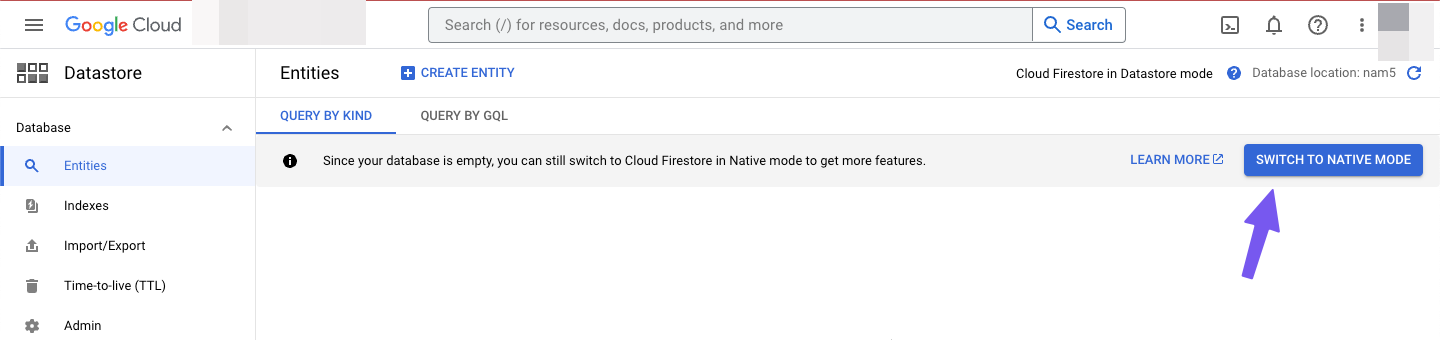 Google Cloud
Search (/) for resources, docs, products, and more
Search
Datastore
Entities
CREATE ENTITY
Cloud Firestore in Datastore mode
Database location: nam5
Database
QUERY BY KIND
QUERY BY GQL
Entities
Since your database is empty, you can still switch to Cloud Firestore in Native mode to get more features.
LEARN MORE
SWITCH TO NATIVE MODE
Indexes
Import/Export
Time-to-live (TTL)
Admin